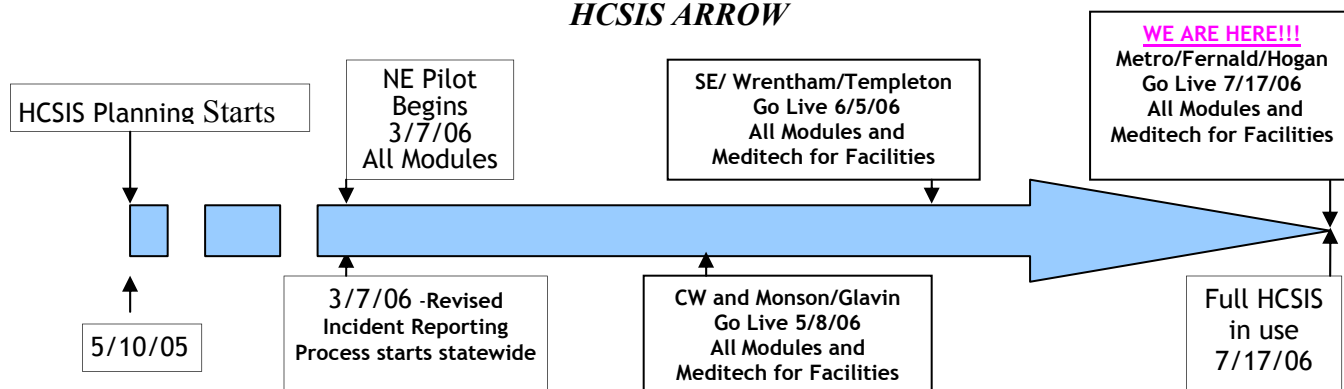 HCSIS ARROW
HCSIS Planning Starts
NE Pilot
Begins
3/7/06
All Modules
SE/ Wrentham/Templeton
Go Live 6/5/06
All Modules and
Meditech for Facilities
WE ARE HERE!!!
Metro/Fernald/Hogan
Go Live 7/17/06
All Modules and
Meditech for Facilities
5/10/05
3/7/06 -Revised
Incident Reporting
Process starts statewide
CW and Monson/Glavin
Go Live 5/8/06
All Modules and
Meditech for Facilities
Full HCSIS
in use
7/17/06